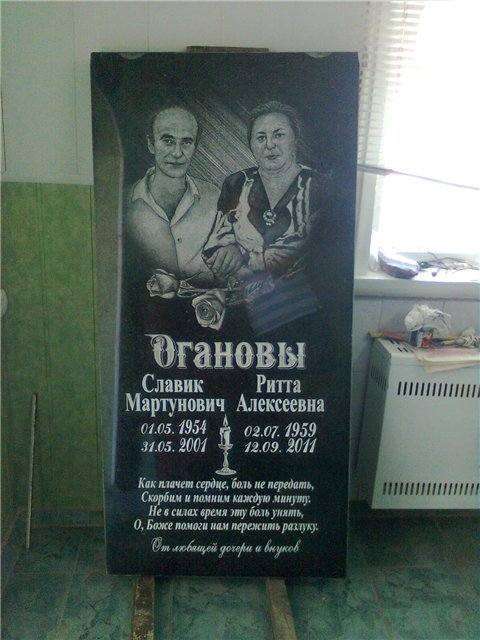 Огановы
Славик Ритта
Мартунович Алексеевна
01.05. 1954 02.07. 1959
31.05. 2001 12.09. 2011
Как плачет сердце, боль не передать,
Скорбим и помним каждую минуту.
Не в силах время эту боль унять,
О, Боже помоги нам пережить разлуку.
От любящей дочери и внуков